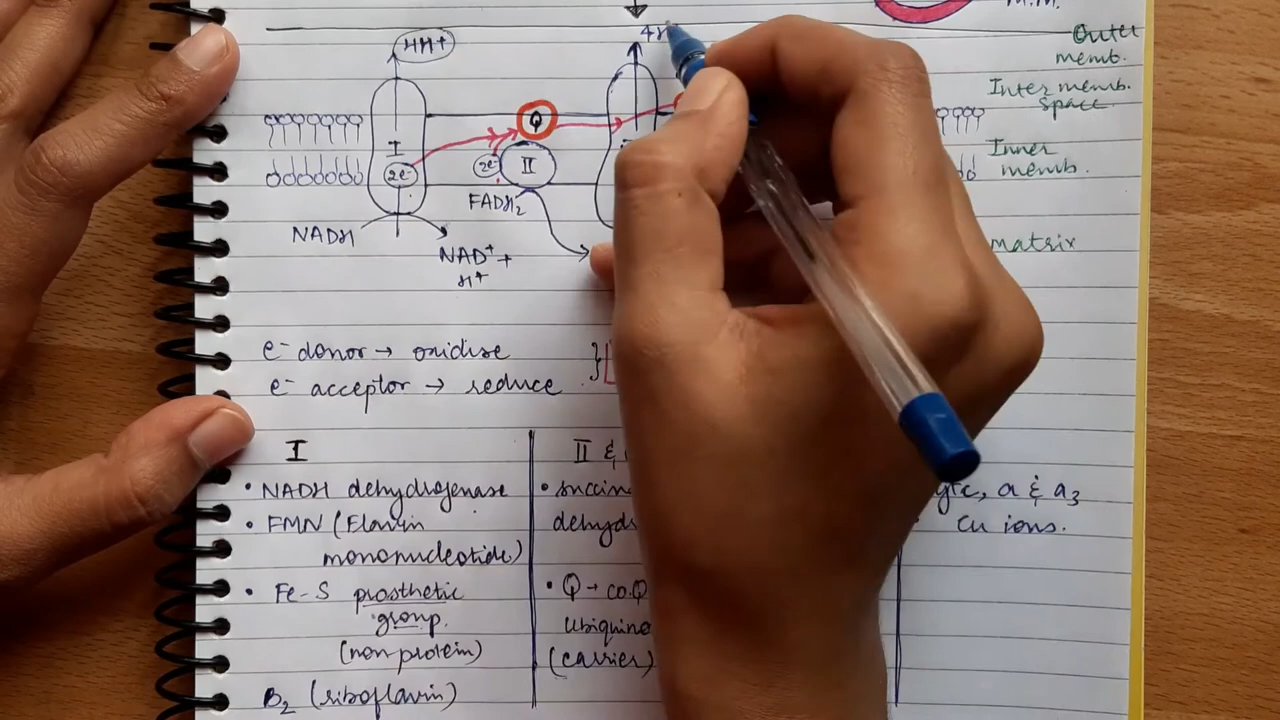 M.M.
Outer
memb.
4H+
Inter memb.
space.
Q
I
2e-
2e-
II
Inner
memb.
FADH₂
NADH
NAD⁺ +
H⁺
matrix
e⁻ donor → oxidise
e⁻ acceptor → reduce
I
II &
• NADH dehydrogenase
• FMN (Flavin
mononucleotide)
• Fe-S prosthetic
group.
(non protein)
B₂ (riboflavin)
dehyd
• Q → co.Q
(carrier)
a & a₃
Cu ions.